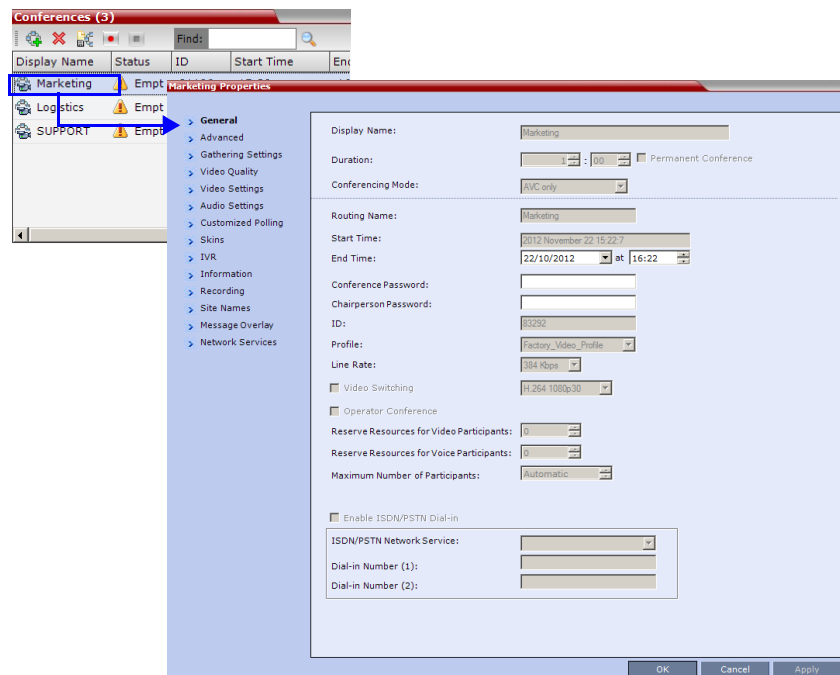 Conferences (3)
Find:
Display Name Status ID Start Time En
Marketing Empt
Logistics Empt
SUPPORT Empt
Marketing Properties
General
Advanced
Gathering Settings
Video Quality
Video Settings
Audio Settings
Customized Polling
Skins
IVR
Information
Recording
Site Names
Message Overlay
Network Services
Display Name: Marketing
Duration: 1 : 00 Permanent Conference
Conferencing Mode: AVC only
Routing Name: Marketing
Start Time: 2012 November 22 15:22:7
End Time: 22/10/2012 at 16:22
Conference Password:
Chairperson Password:
ID: 83292
Profile: Factory_Video_Profile
Line Rate: 384 Kbps
Video Switching H.264 1080p30
Operator Conference
Reserve Resources for Video Participants: 0
Reserve Resources for Voice Participants: 0
Maximum Number of Participants: Automatic
Enable ISDN/PSTN Dial-in
ISDN/PSTN Network Service:
Dial-in Number (1):
Dial-in Number (2):
OK Cancel Apply